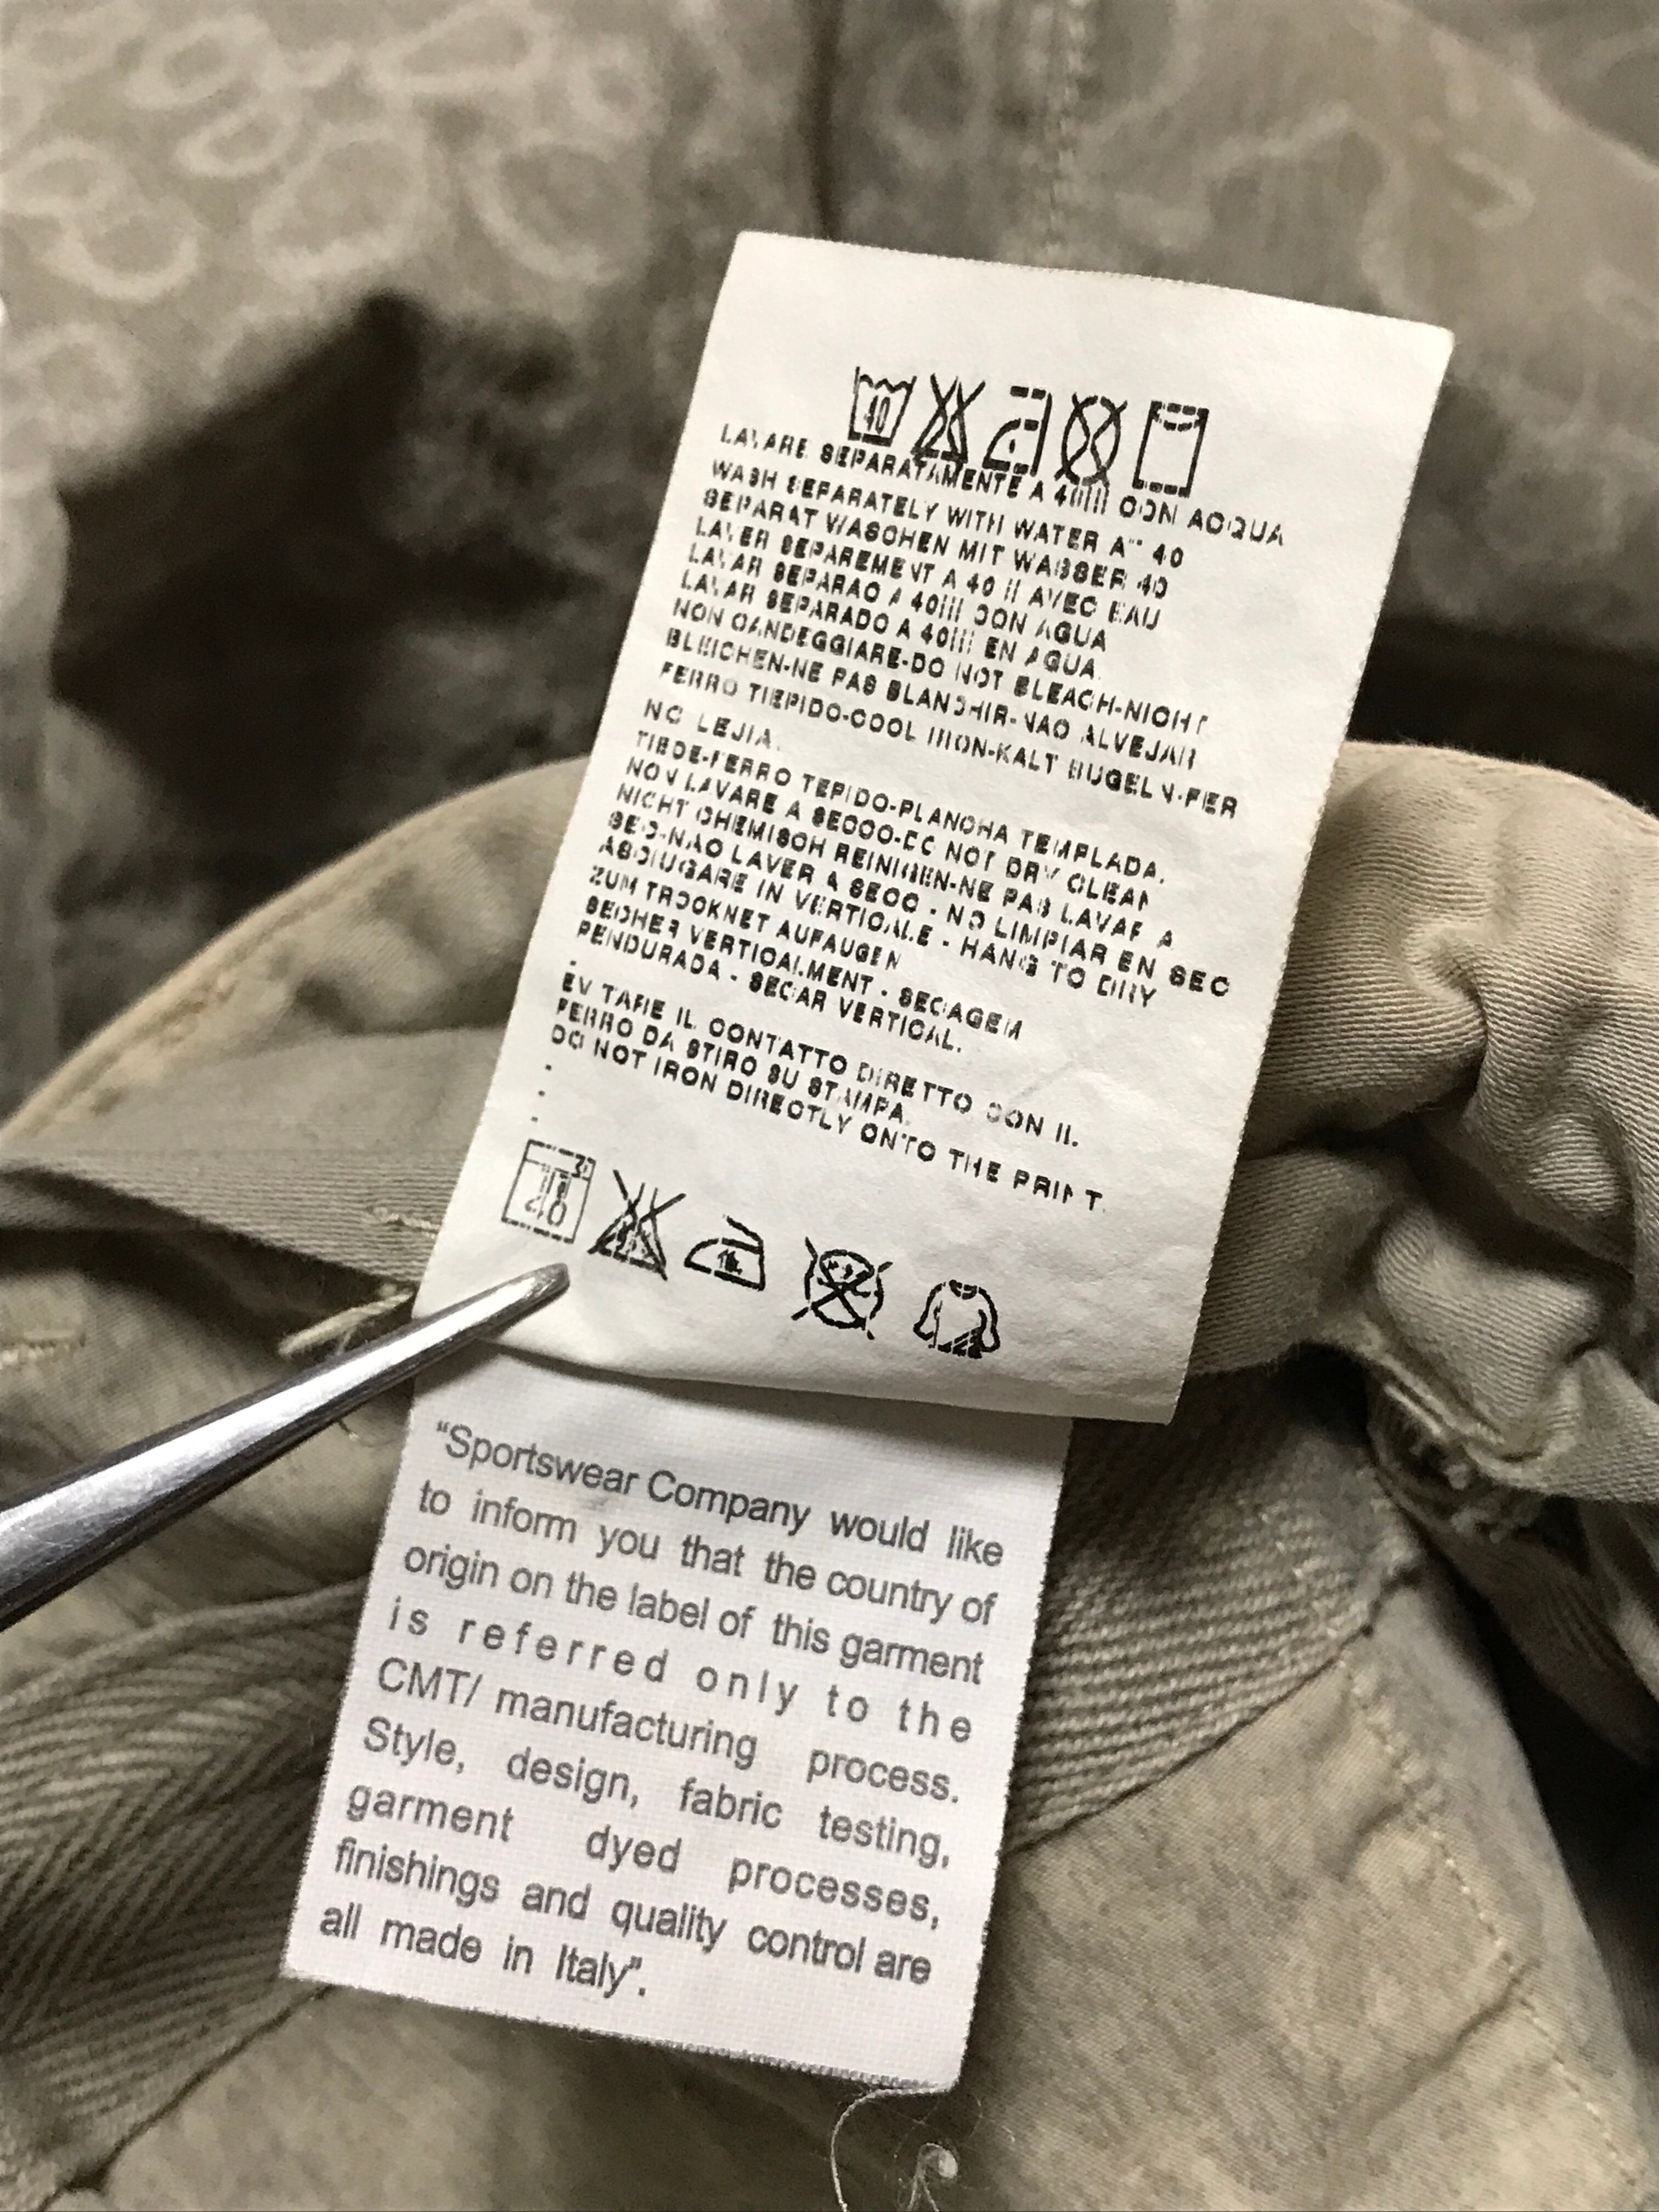 40
LAVARE SEPARATAMENTE A 40 CON ACQUA
WASH SEPARATELY WITH WATER AT 40
SEPARAT WASCHEN MIT WASSER 40
LAVER SEPAREMENT A 40 AVEC EAU
LAVAR SEPARAO A 40 CON AGUA
LAVAR SEPARADO A 40 EN AGUA.
NON CANDEGGIARE-DO NOT BLEACH-NICHT
BLEICHEN-NE PAS BLANCHIR-NAO ALVEJAR
FERRO TIEPIDO-COOL IRON-KALT BUGELN-FER
NO LEJIA.
TIEDE-FERRO TEPIDO-PLANCHA TEMPLADA.
NON LAVARE A SECCO-DO NOT DRY CLEAN
NICHT CHEMISCH REINIGEN-NE PAS LAVAR A
SEC-NAO LAVER A SECO - NO LIMPIAR EN SEC
ASCIUGARE IN VERTICALE - HANG TO DRY
ZUM TROCKNET AUFAUGEN
SECHER VERTICALMENT - SECAGEM
PENDURADA - SECAR VERTICAL.
EVITARE IL CONTATTO DIRETTO CON IL
FERRO DA STIRO SU STAMPA.
DO NOT IRON DIRECTLY ONTO THE PRINT.
40
"Sportswear Company would like
to inform you that the country of
origin on the label of this garment
is referred only to the
CMT/ manufacturing process.
Style, design, fabric testing,
garment dyed processes,
finishings and quality control are
all made in Italy".